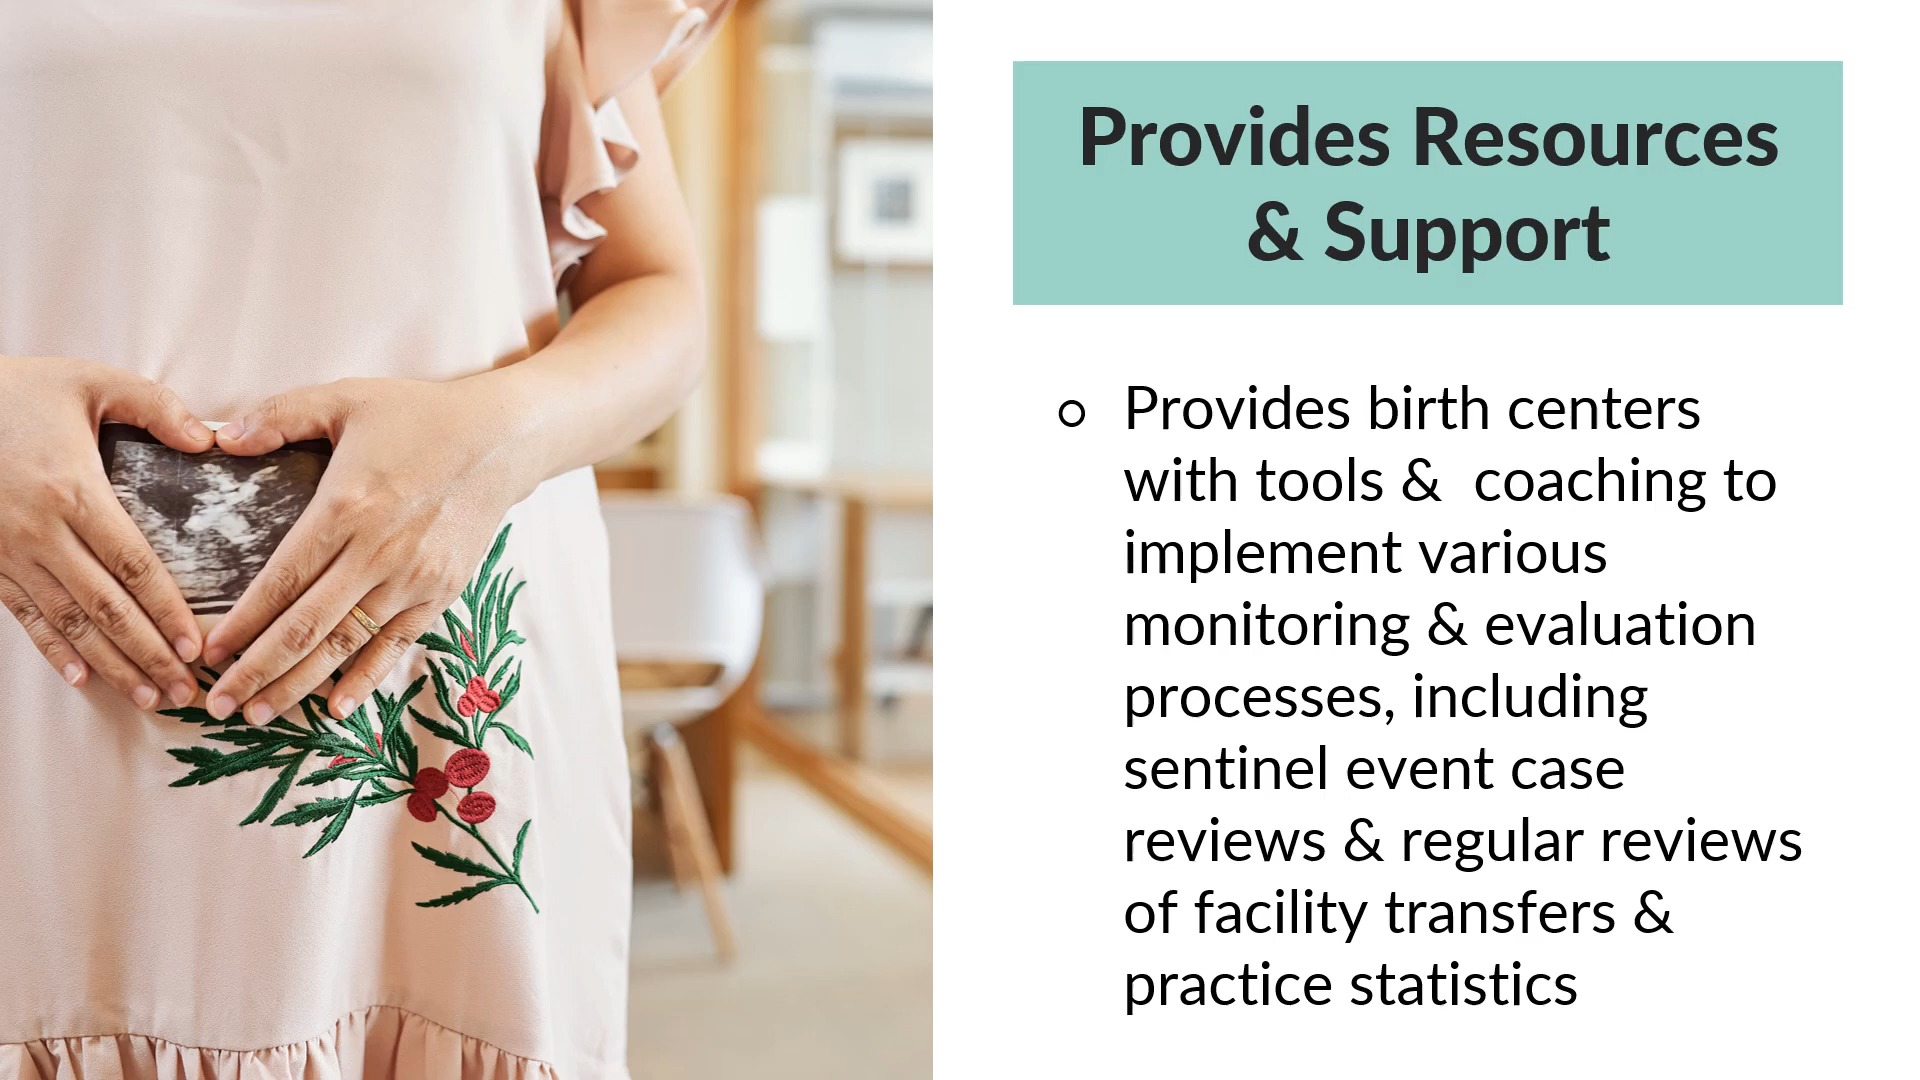 Provides Resources
& Support
Provides birth centers
with tools &  coaching to
implement various
monitoring & evaluation
processes, including
sentinel event case
reviews & regular reviews
of facility transfers &
practice statistics